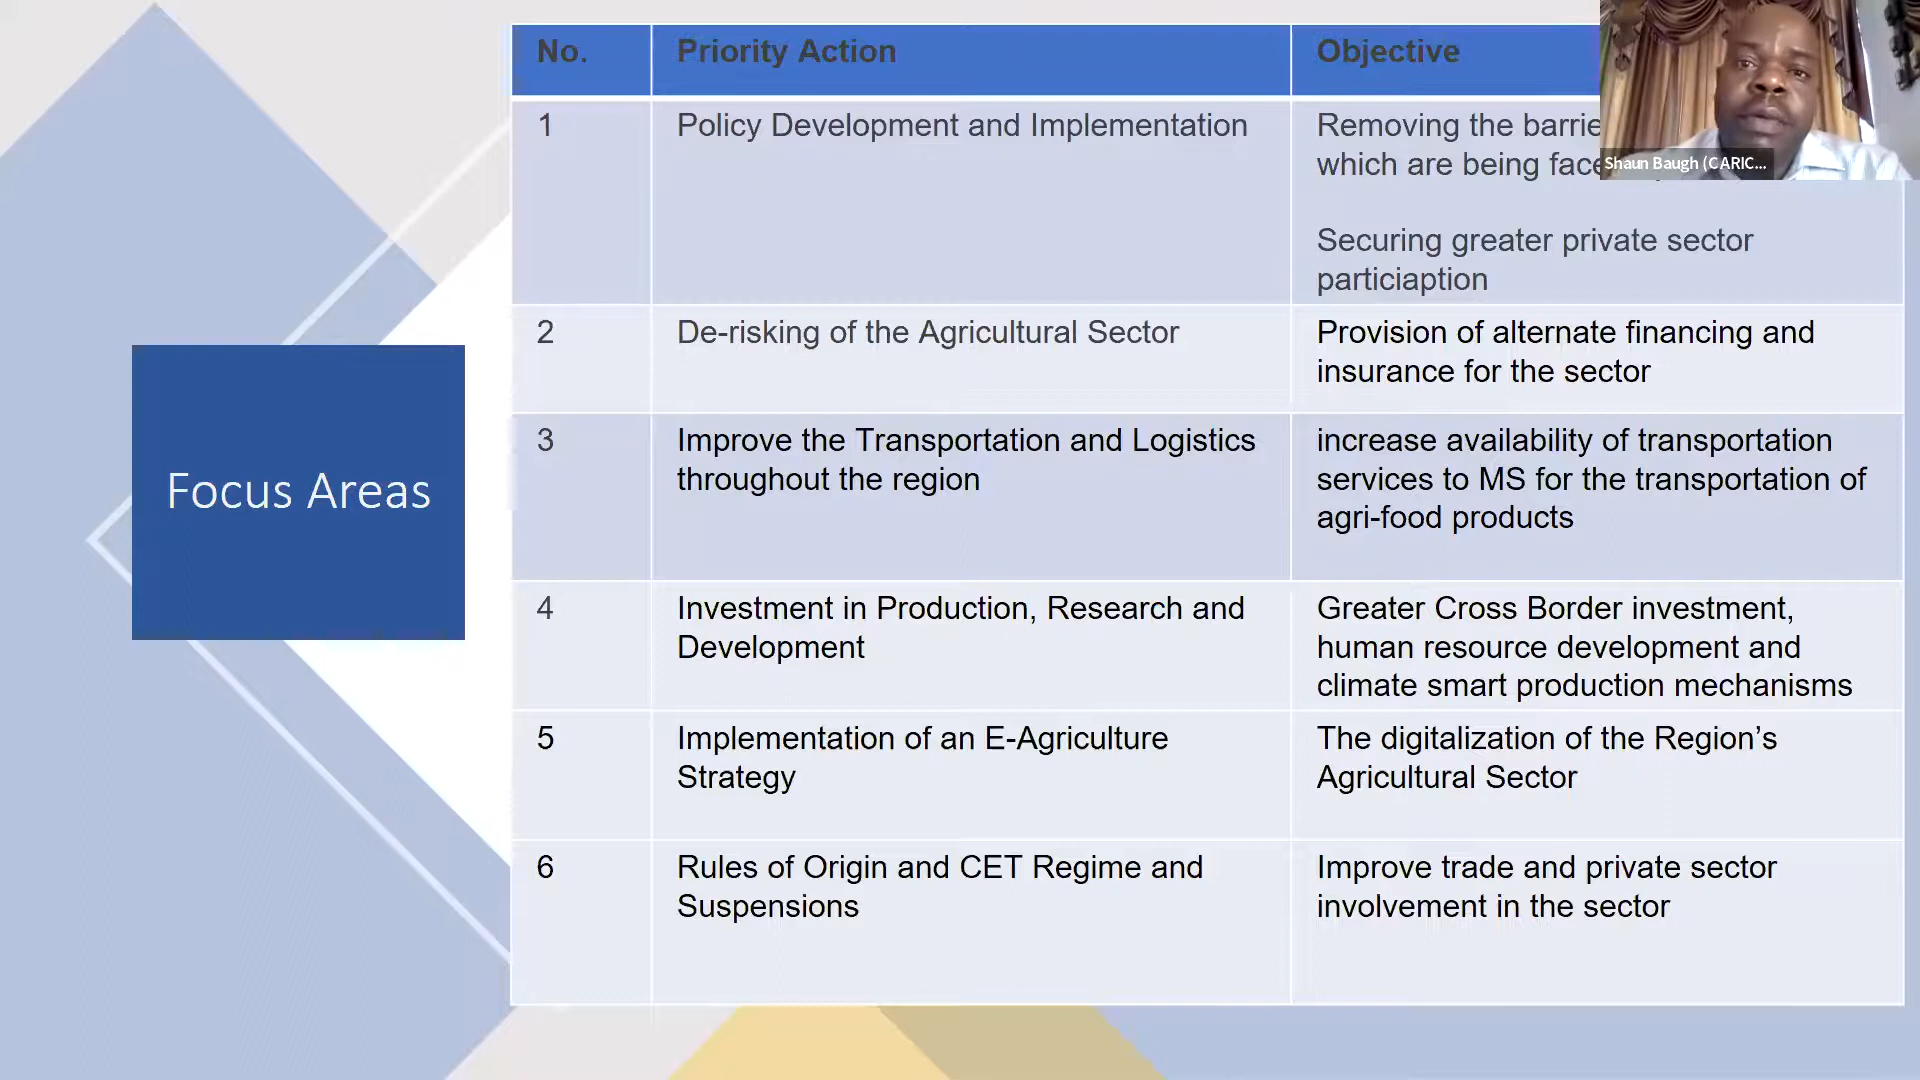 Focus Areas
No. Priority Action Objective
1 Policy Development and Implementation Removing the
which are being
Securing greater private sector
particiaption
2 De-risking of the Agricultural Sector Provision of alternate financing and
insurance for the sector
3 Improve the Transportation and Logistics increase availability of transportation
throughout the region services to MS for the transportation of
agri-food products
4 Investment in Production, Research and Greater Cross Border investment,
Development human resource development and
climate smart production mechanisms
5 Implementation of an E-Agriculture The digitalization of the Region’s
Strategy Agricultural Sector
6 Rules of Origin and CET Regime and Improve trade and private sector
Suspensions involvement in the sector
Shaun Baugh (CARIC...